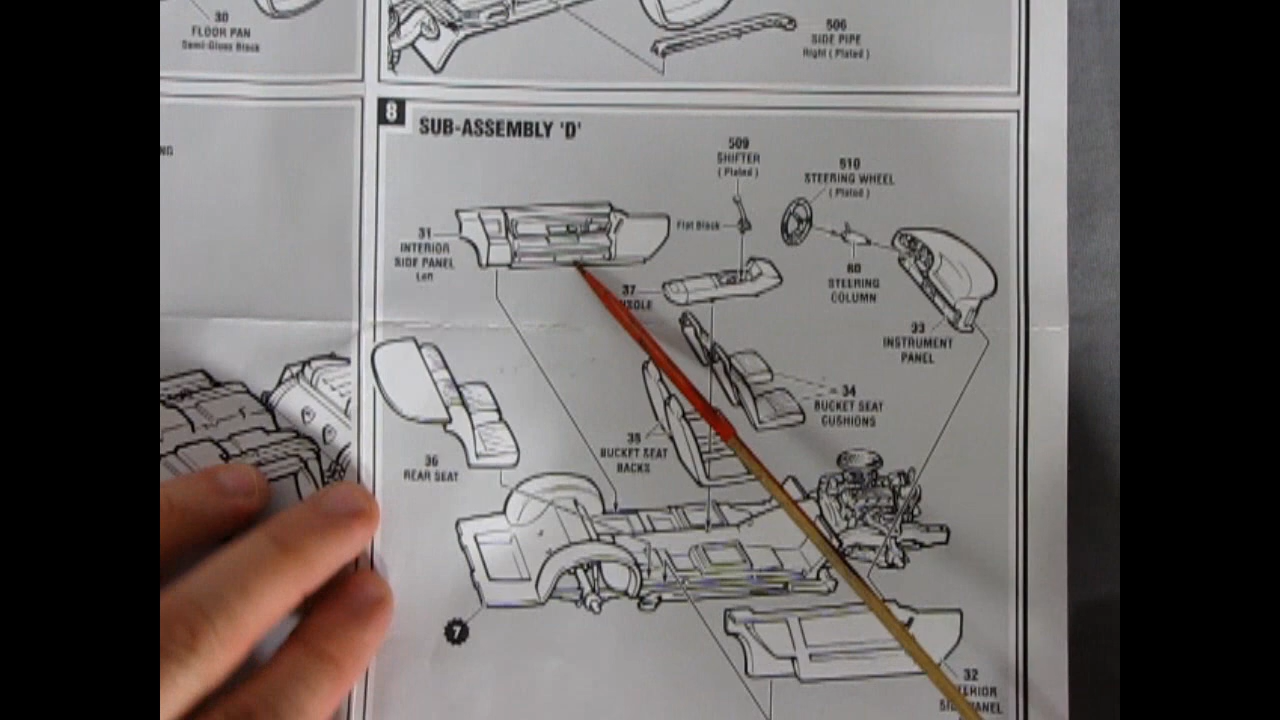 30
FLOOR PAN
Semi-Gloss Black
506
SIDE PIPE
Right ( Plated )
8
SUB-ASSEMBLY 'D'
509
SHIFTER
( Plated )
510
STEERING WHEEL
( Plated )
Flat Black
31
INTERIOR
SIDE PANEL
Left
60
STEERING
COLUMN
37
33
INSTRUMENT
PANEL
34
BUCKET SEAT
CUSHIONS
35
BUCKET SEAT
BACKS
36
REAR SEAT
7
32